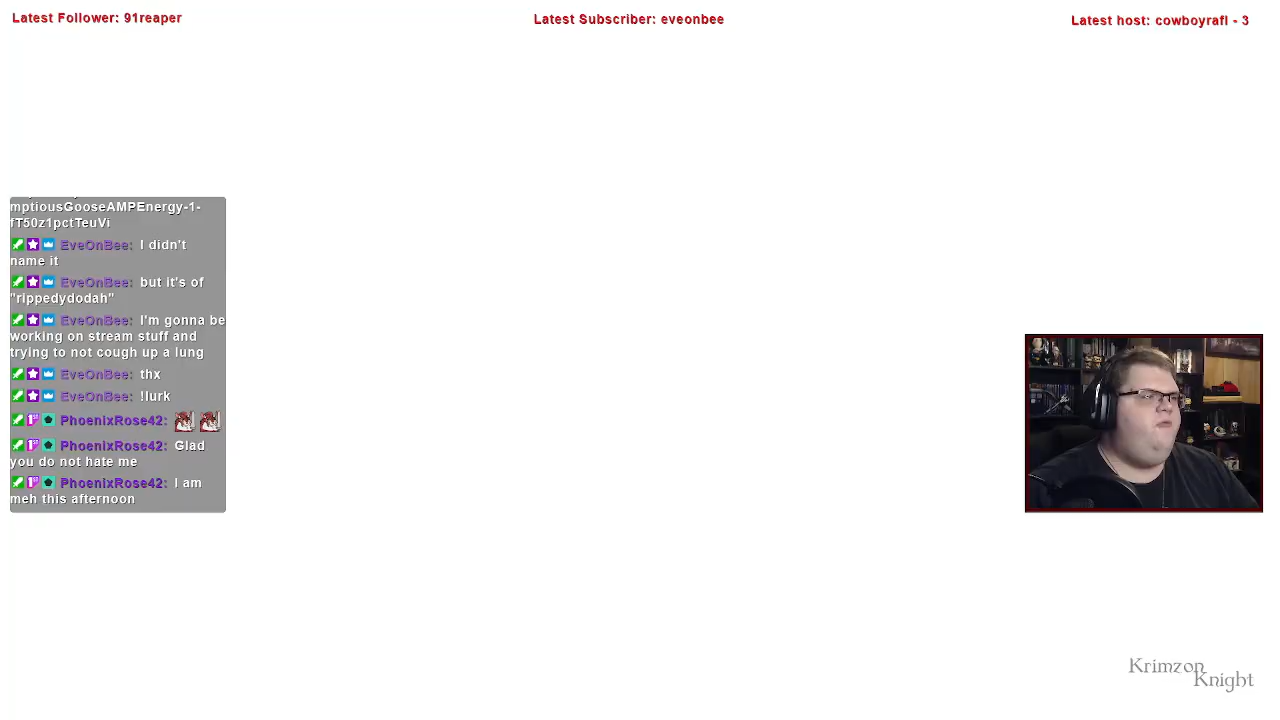 Latest Follower: 91reaper
Latest Subscriber: eveonbee
Latest host: cowboyrafl - 3
mptiousGooseAMPEnergy-1-
fT50z1pctTeuVi
EveOnBee: I didn't
name it
EveOnBee: but it's of
"rippedydodah"
EveOnBee: I'm gonna be
working on stream stuff and
trying to not cough up a lung
EveOnBee: thx
EveOnBee: !lurk
PhoenixRose42:
PhoenixRose42: Glad
you do not hate me
PhoenixRose42: I am
meh this afternoon
Krimzon
Knight